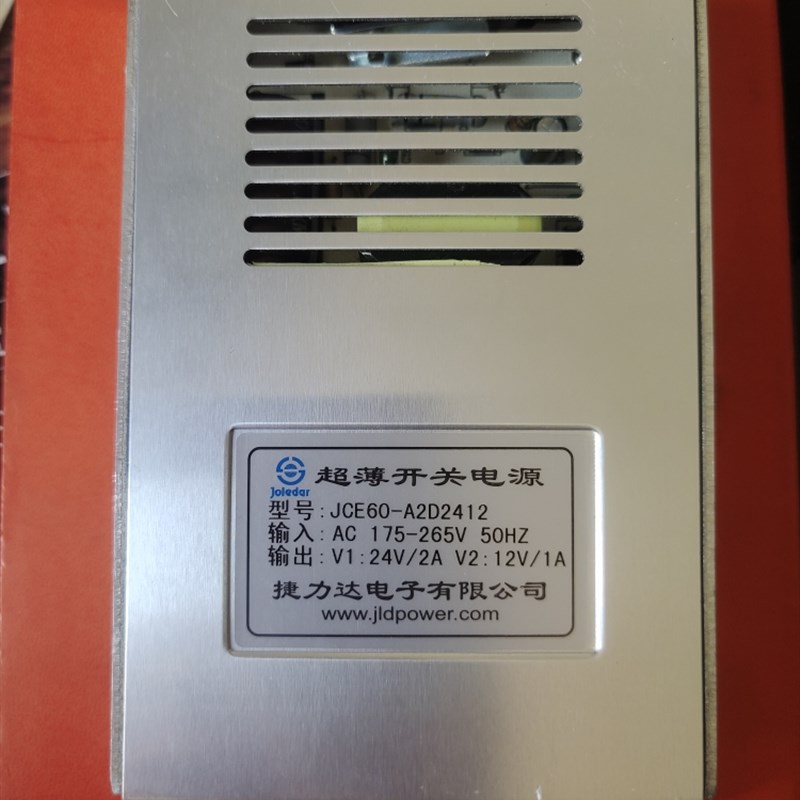 Joledar
超薄开关电源
型号:JCE60-A2D2412
输入:AC 175-265V 50HZ
输出:V1:24V/2A V2:12V/1A
捷力达电子有限公司
www.jldpower.com